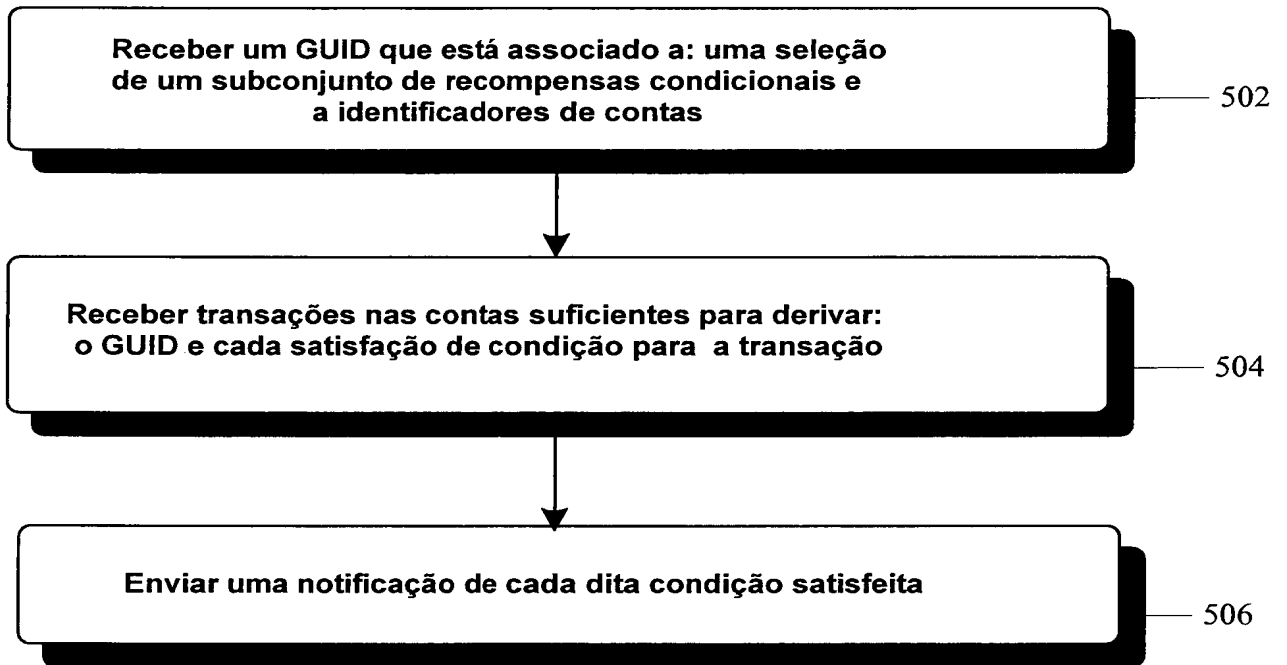 Receber um GUID que está associado a: uma seleção
de um subconjunto de recompensas condicionais e
a identificadores de contas
502
Receber transações nas contas suficientes para derivar:
o GUID e cada satisfação de condição para a transação
504
Enviar uma notificação de cada dita condição satisfeita
506